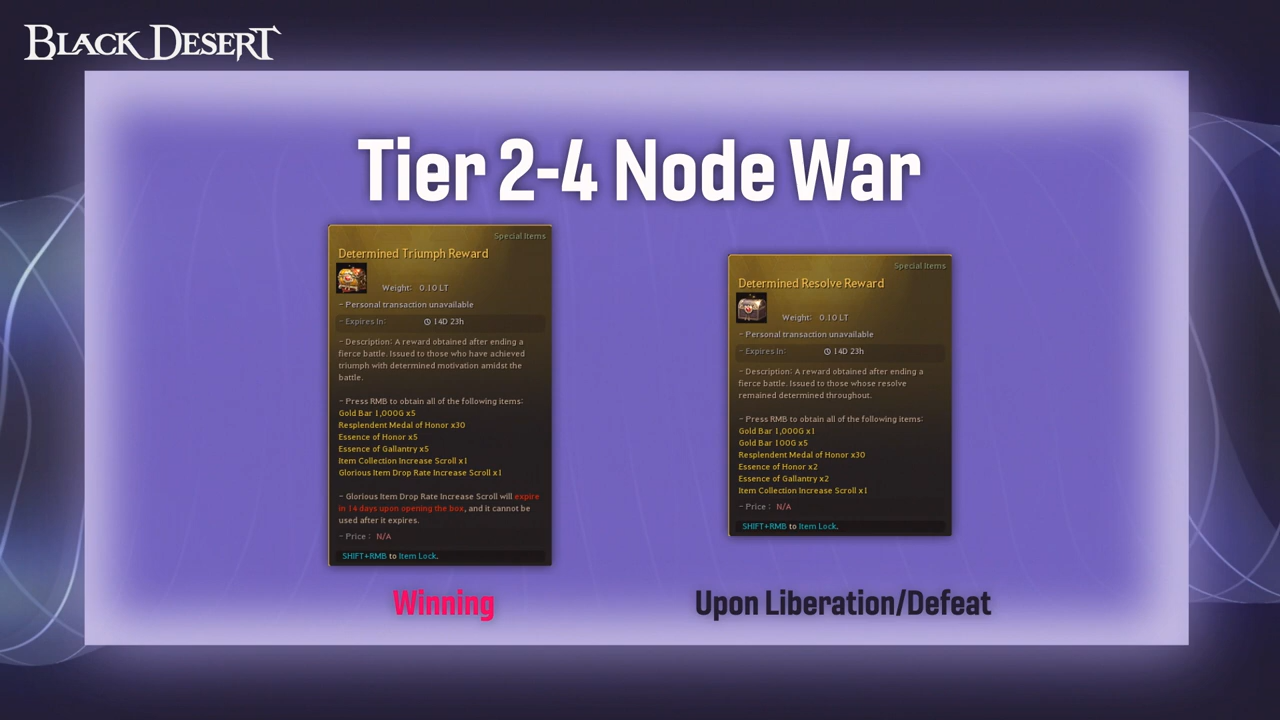 BLACK DESERT
Tier 2-4 Node War
Special Items
Determined Triumph Reward
Weight: 0.10 LT
- Personal transaction unavailable
- Expires In: 14D 23h
- Description: A reward obtained after ending a
fierce battle. Issued to those who have achieved
triumph with determined motivation amidst the
battle.
- Press RMB to obtain all of the following items:
Gold Bar 1,000G x5
Resplendent Medal of Honor x30
Essence of Honor x5
Essence of Gallantry x5
Item Collection Increase Scroll x1
Glorious Item Drop Rate Increase Scroll x1
- Glorious Item Drop Rate Increase Scroll will expire
in 14 days upon opening the box, and it cannot be
used after it expires.
- Price : N/A
SHIFT+RMB to Item Lock.
Winning
Special Items
Determined Resolve Reward
Weight: 0.10 LT
- Personal transaction unavailable
- Expires In: 14D 23h
- Description: A reward obtained after ending a
fierce battle. Issued to those whose resolve
remained determined throughout.
- Press RMB to obtain all of the following items:
Gold Bar 1,000G x1
Gold Bar 100G x5
Resplendent Medal of Honor x30
Essence of Honor x2
Essence of Gallantry x2
Item Collection Increase Scroll x1
- Price : N/A
SHIFT+RMB to Item Lock.
Upon Liberation/Defeat